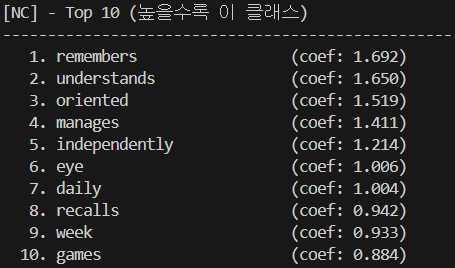 [NC] - Top 10 (높을수록 이 클래스)
--------------------------------------------------
1. remembers (coef: 1.692)
2. understands (coef: 1.650)
3. oriented (coef: 1.519)
4. manages (coef: 1.411)
5. independently (coef: 1.214)
6. eye (coef: 1.006)
7. daily (coef: 1.004)
8. recalls (coef: 0.942)
9. week (coef: 0.933)
10. games (coef: 0.884)